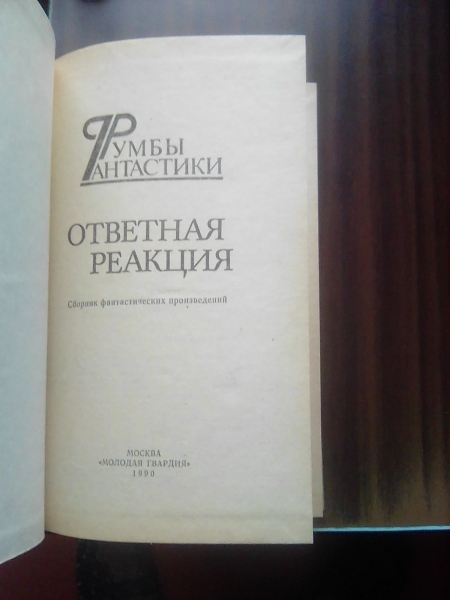 РУМБЫ
ФАНТАСТИКИ
ОТВЕТНАЯ
РЕАКЦИЯ
Сборник фантастических произведений
МОСКВА
«МОЛОДАЯ ГВАРДИЯ»
1990